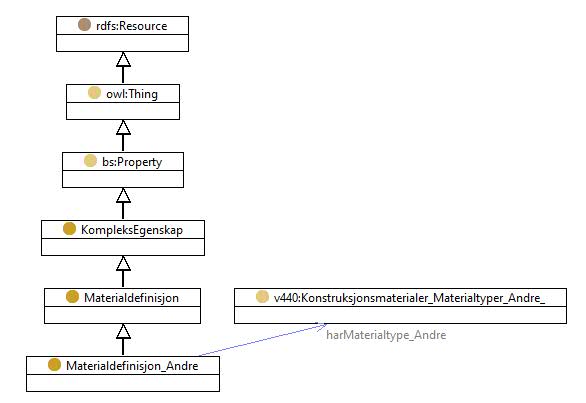 rdfs:Resource
owl:Thing
bs:Property
KompleksEgenskap
Materialdefinisjon
v440:Konstruksjonsmaterialer_Materialtyper_Andre_
harMaterialtype_Andre
Materialdefinisjon_Andre